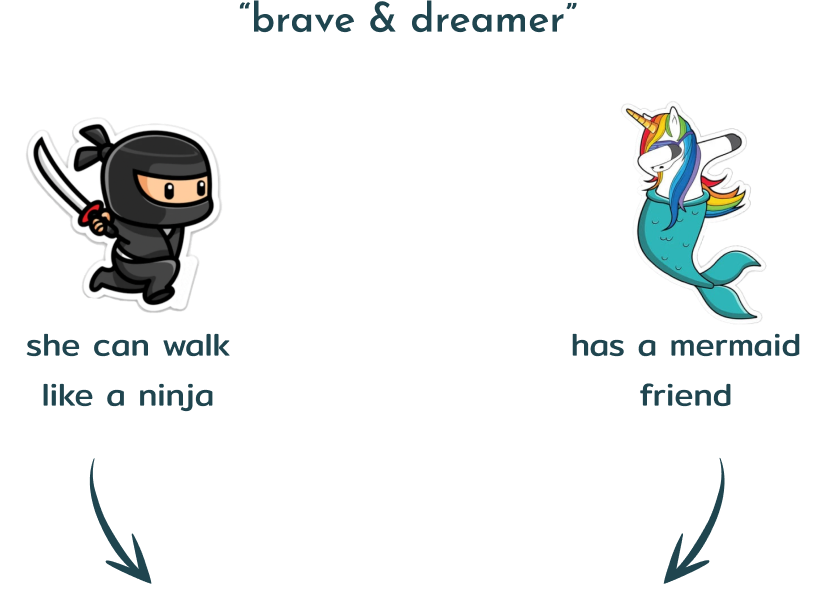 “brave & dreamer”
she can walk
like a ninja
has a mermaid
friend